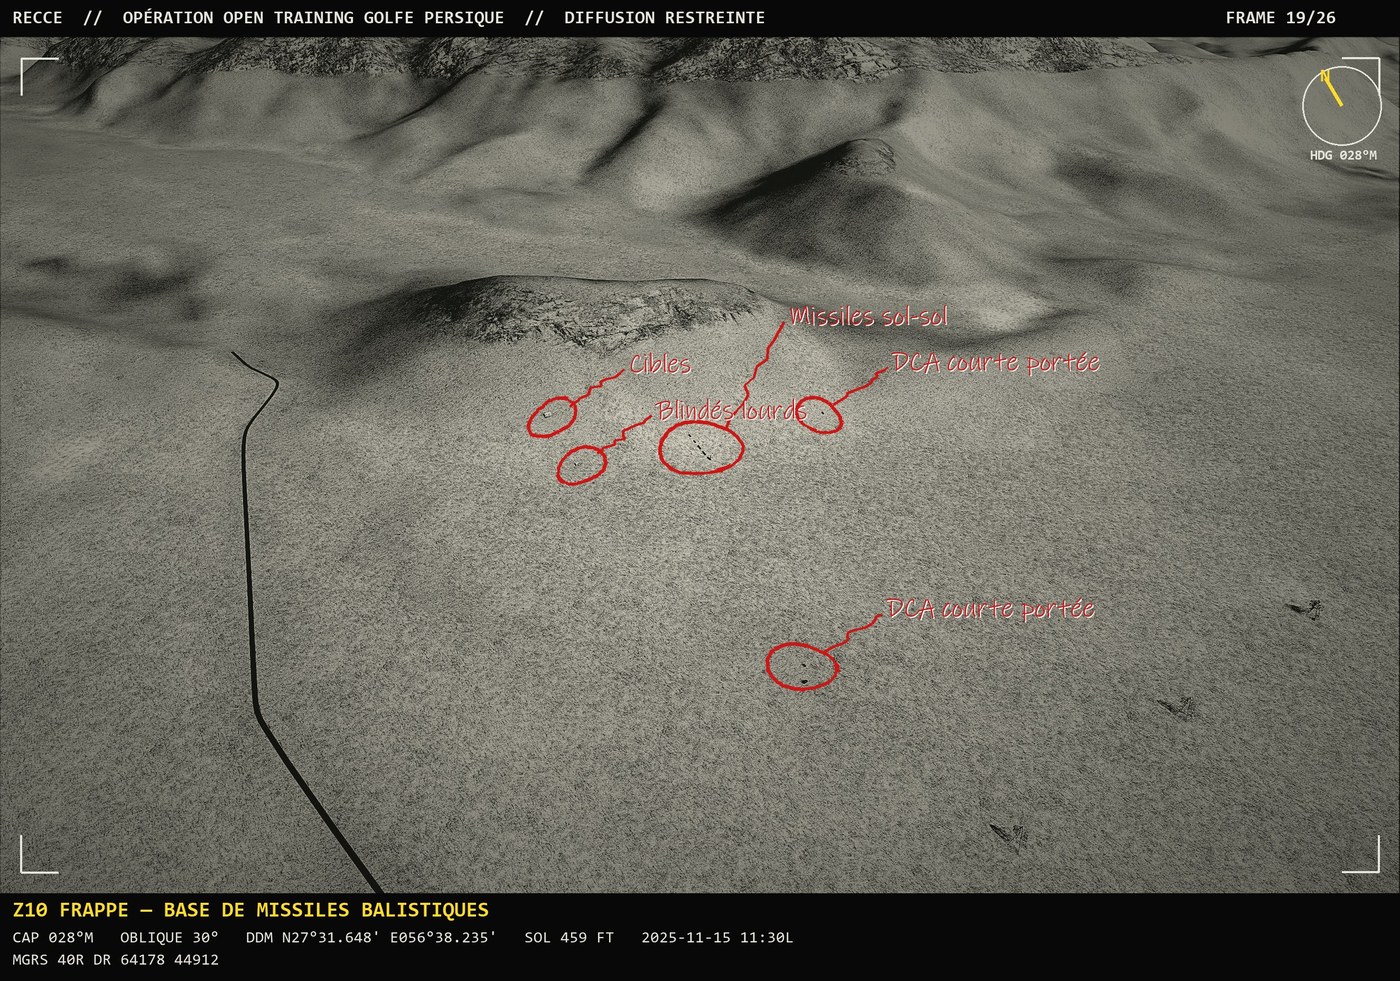 RECCE // OPÉRATION OPEN TRAINING GOLFE PERSIQUE // DIFFUSION RESTREINTE
FRAME 19/26
N
HDG 028°M
Missiles sol-sol
Cibles
DCA courte portée
Blindés lourds
DCA courte portée
Z10 FRAPPE — BASE DE MISSILES BALISTIQUES
CAP 028°M OBLIQUE 30° DDM N27°31.648' E056°38.235' SOL 459 FT 2025-11-15 11:30L
MGRS 40R DR 64178 44912